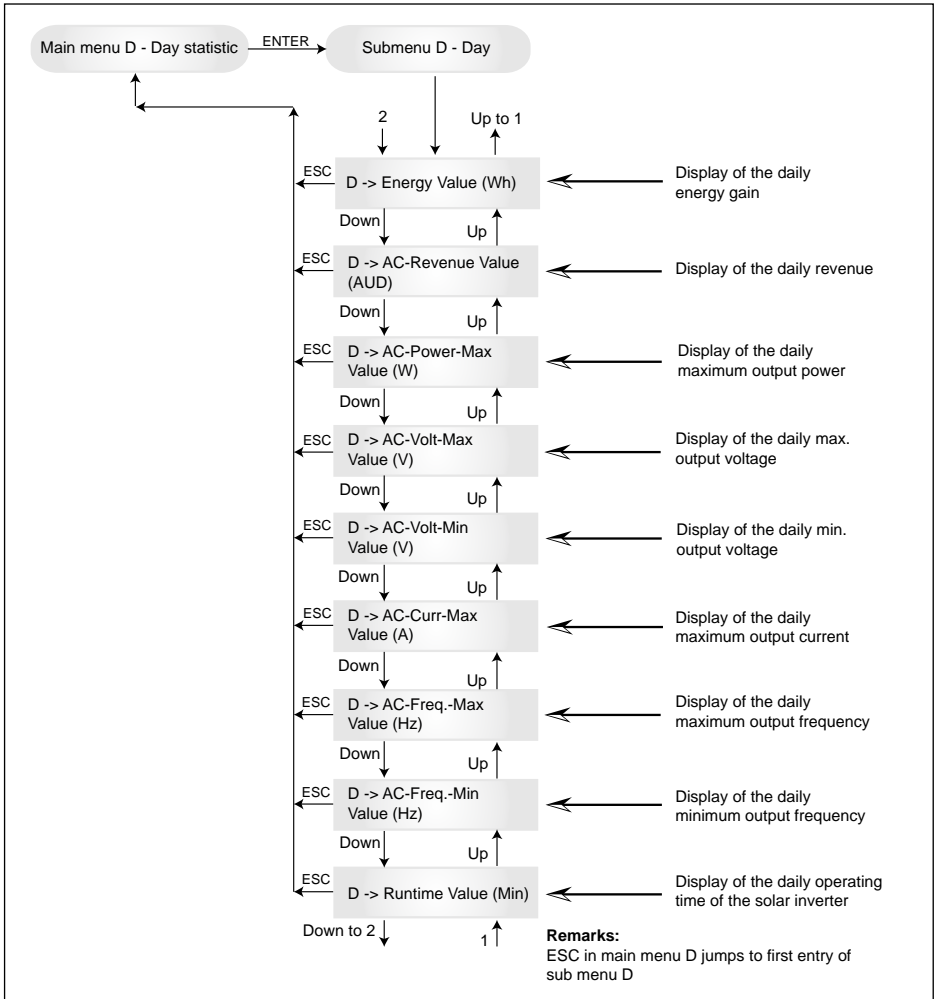 Main menu D - Day statistic
ENTER
Submenu D - Day
2
Up to 1
ESC
D -> Energy Value (Wh)
Display of the daily
energy gain
Down
Up
ESC
D -> AC-Revenue Value
(AUD)
Display of the daily revenue
Down
Up
ESC
D -> AC-Power-Max
Value (W)
Display of the daily
maximum output power
Down
Up
ESC
D -> AC-Volt-Max
Value (V)
Display of the daily max.
output voltage
Down
Up
ESC
D -> AC-Volt-Min
Value (V)
Display of the daily min.
output voltage
Down
Up
ESC
D -> AC-Curr-Max
Value (A)
Display of the daily
maximum output current
Down
Up
ESC
D -> AC-Freq.-Max
Value (Hz)
Display of the daily
maximum output frequency
Down
Up
ESC
D -> AC-Freq.-Min
Value (Hz)
Display of the daily
minimum output frequency
Down
Up
ESC
D -> Runtime Value (Min)
Display of the daily operating
time of the solar inverter
Down to 2
1
Remarks:
ESC in main menu D jumps to first entry of
sub menu D